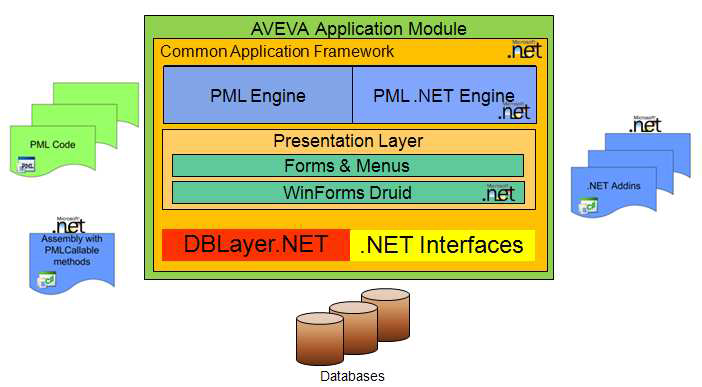 AVEVA Application Module
Common Application Framework
Microsoft
.net
PML Engine
PML .NET Engine
Microsoft
.net
Presentation Layer
Forms & Menus
WinForms Druid
Microsoft
.net
DBLayer.NET
.NET Interfaces
PML Code
PML
Microsoft
.net
Assembly with
PMLCallable
methods
C#
Microsoft
.net
.NET Addins
C#
Databases